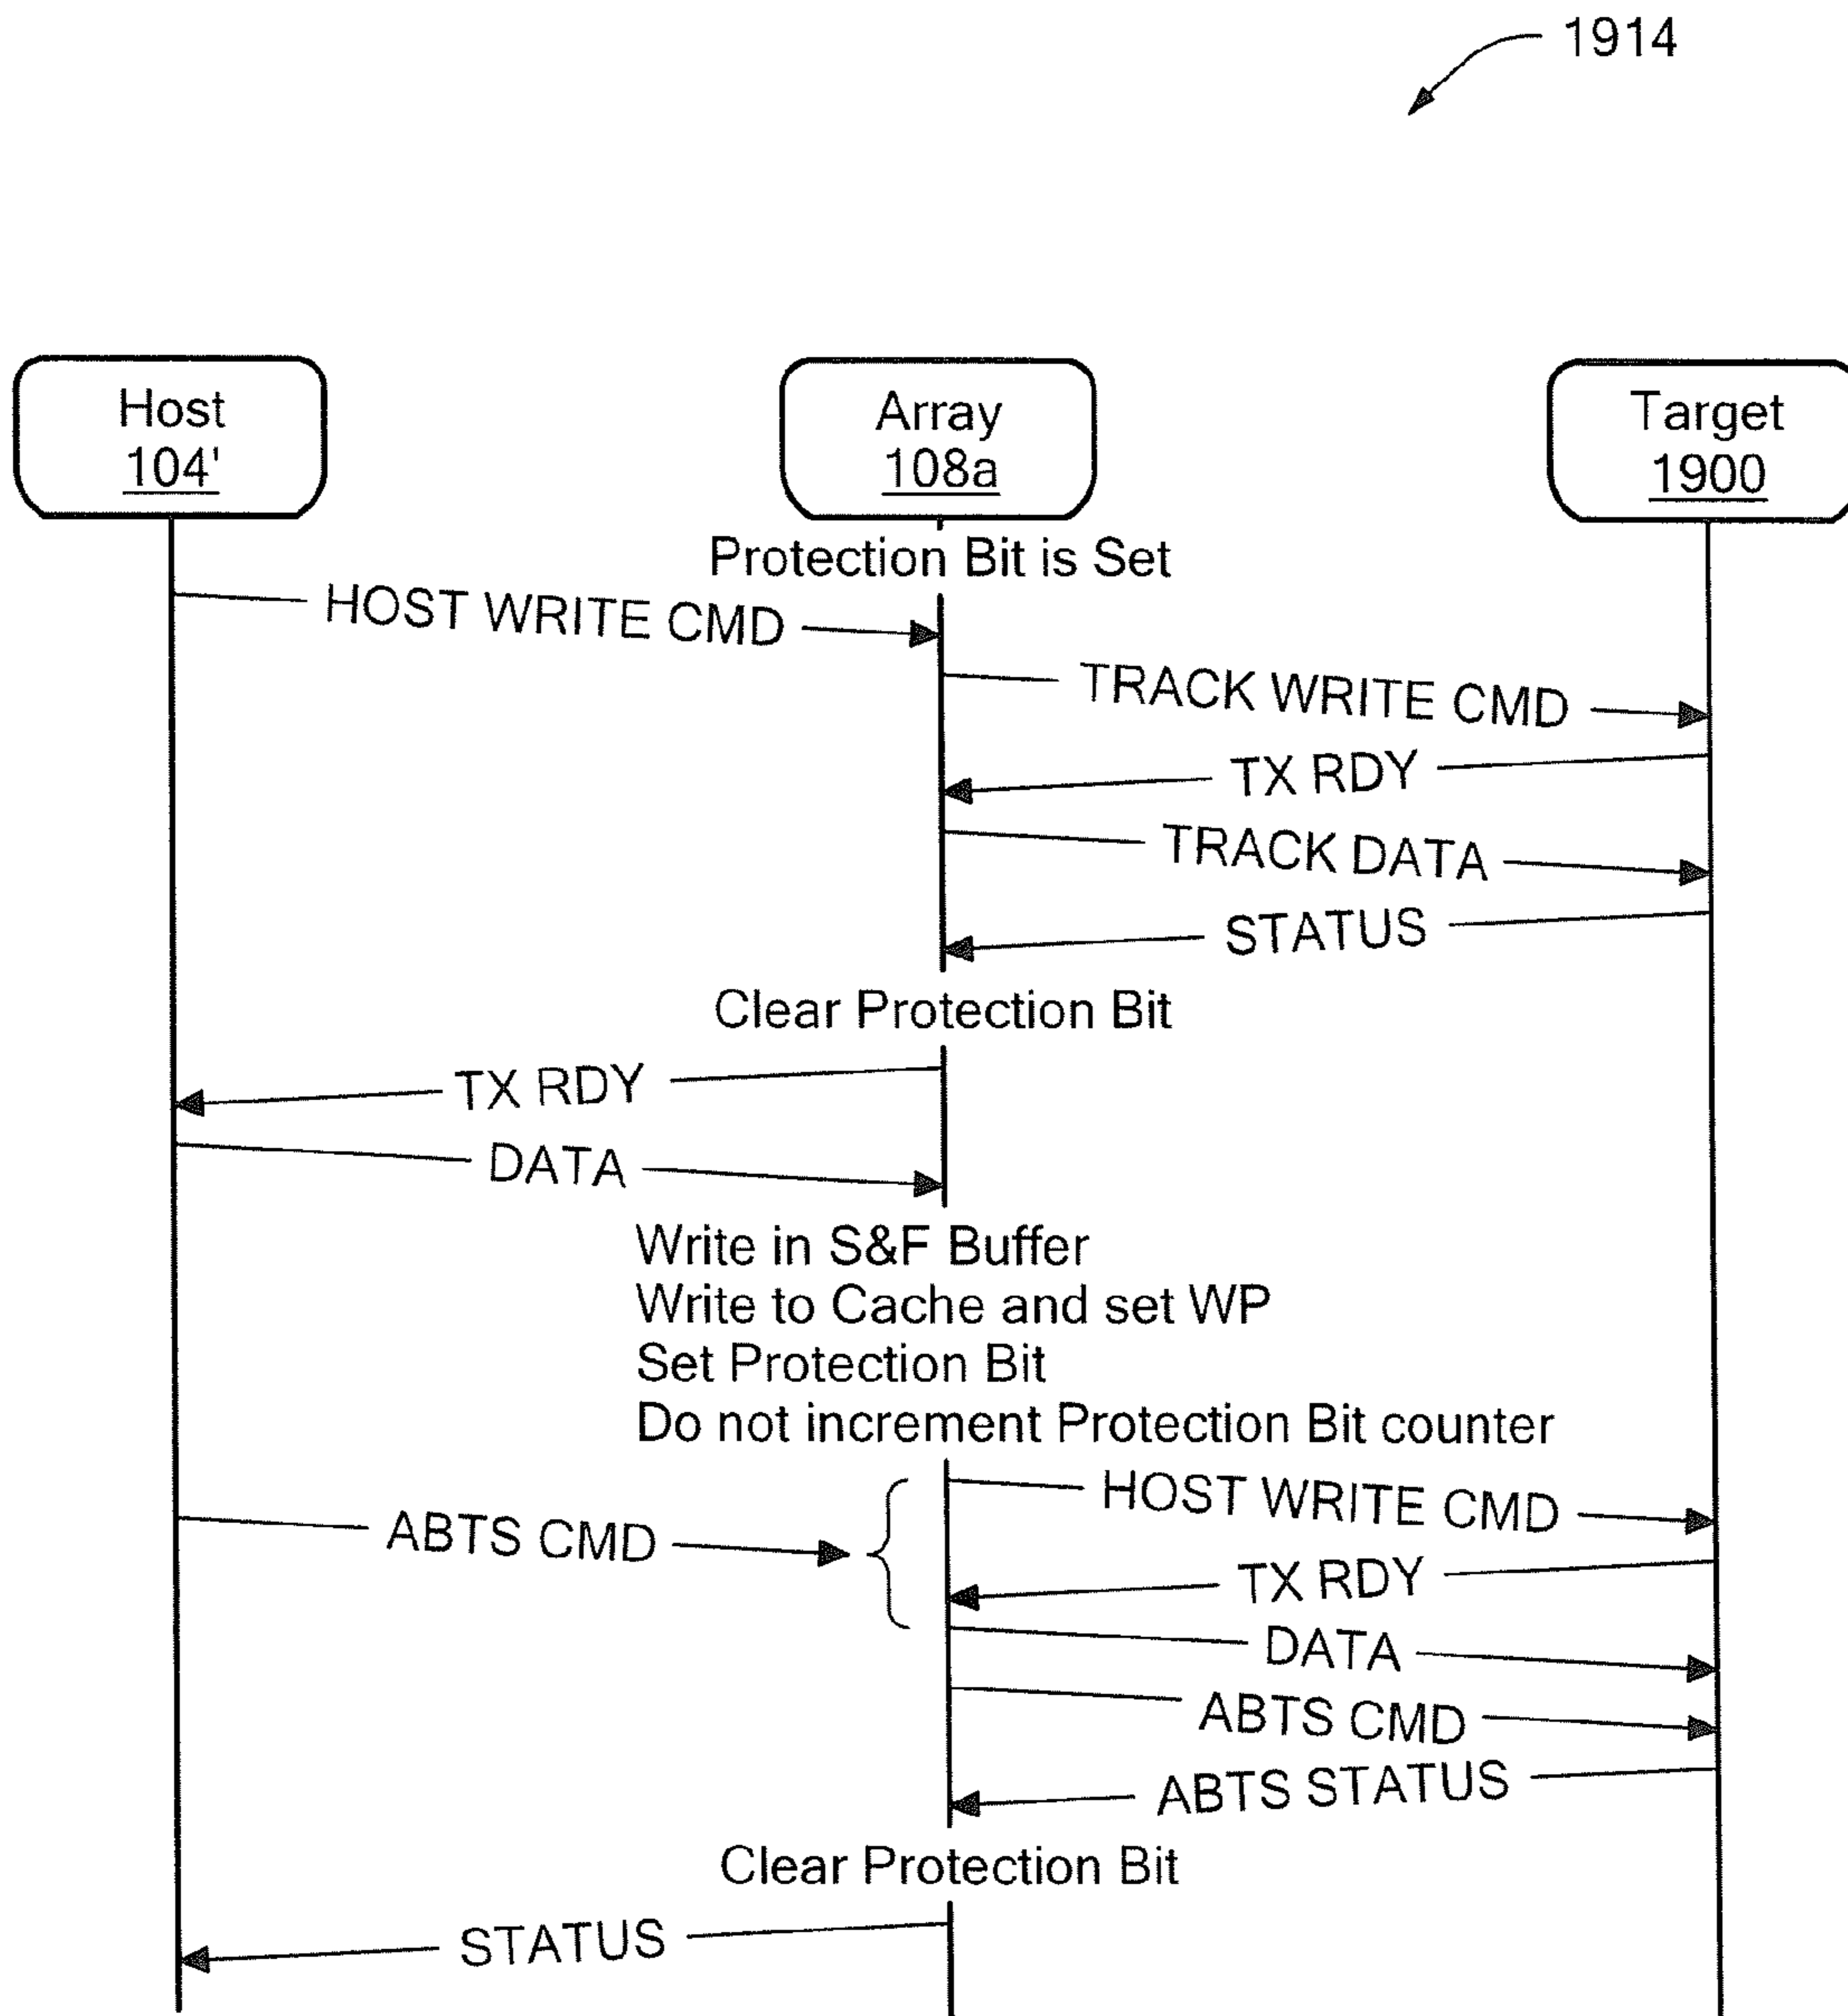 1914
Host
104'
Array
108a
Target
1900
Protection Bit is Set
HOST WRITE CMD
TRACK WRITE CMD
TX RDY
TRACK DATA
STATUS
Clear Protection Bit
TX RDY
DATA
Write in S&F Buffer
Write to Cache and set WP
Set Protection Bit
Do not increment Protection Bit counter
HOST WRITE CMD
ABTS CMD
TX RDY
DATA
ABTS CMD
ABTS STATUS
Clear Protection Bit
STATUS